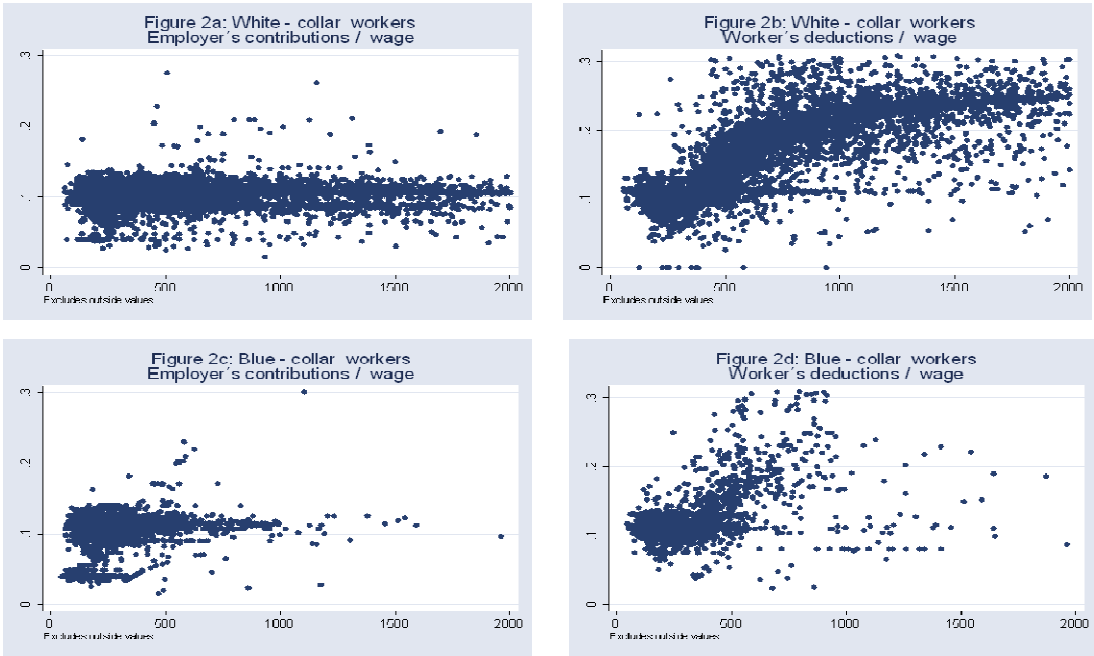 Figure 2a: White - collar workers
Employer´s contributions / wage
.3
.2
.1
0
0 500 1000 1500 2000
Excludes outside values
Figure 2b: White - collar workers
Worker´s deductions / wage
.3
.2
.1
0
0 500 1000 1500 2000
Excludes outside values
Figure 2c: Blue - collar workers
Employer´s contributions / wage
.3
.2
.1
0
0 500 1000 1500 2000
Excludes outside values
Figure 2d: Blue - collar workers
Worker´s deductions / wage
.3
.2
.1
0
0 500 1000 1500 2000
Excludes outside values